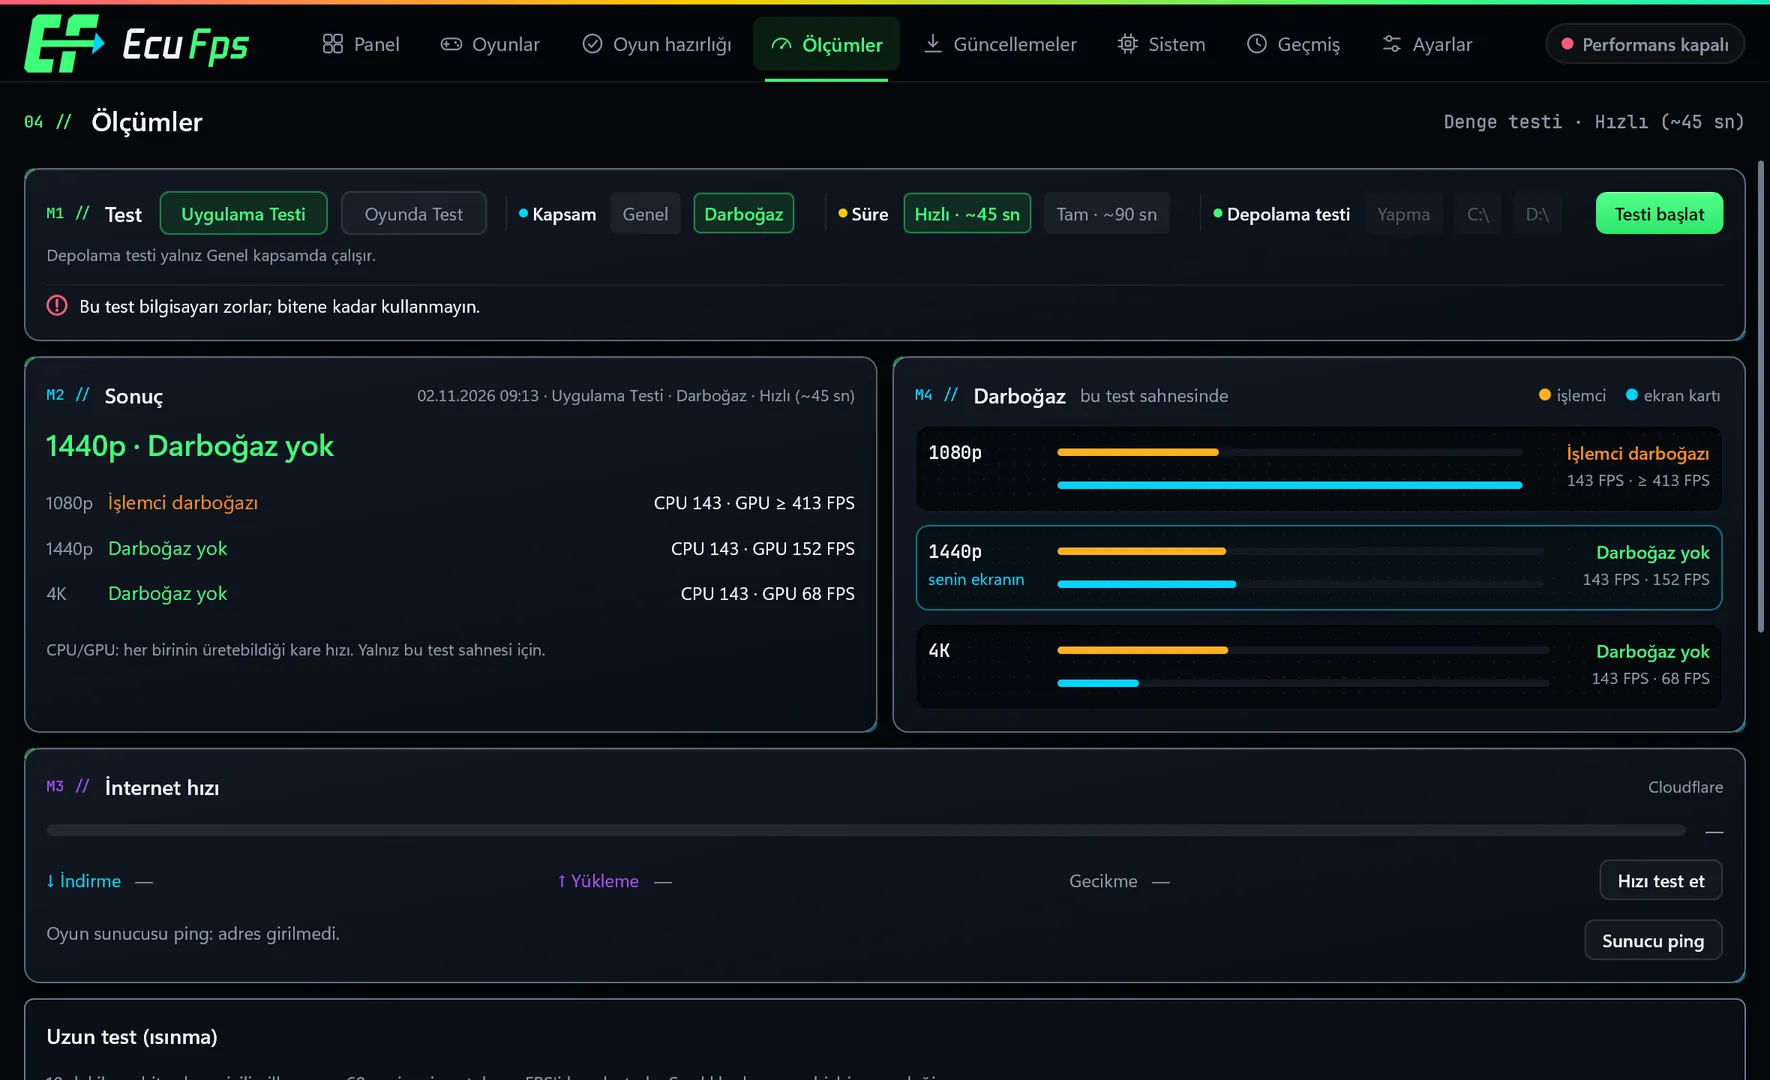 EcuFps
Panel
Oyunlar
Oyun hazırlığı
Ölçümler
Güncellemeler
Sistem
Geçmiş
Ayarlar
Performans kapalı
04 // Ölçümler
Denge testi · Hızlı (~45 sn)
M1 // Test
Uygulama Testi
Oyunda Test
Kapsam
Genel
Darboğaz
Süre
Hızlı · ~45 sn
Tam · ~90 sn
Depolama testi
Yapma
C:\
D:\
Testi başlat
Depolama testi yalnız Genel kapsamda çalışır.
Bu test bilgisayarı zorlar; bitene kadar kullanmayın.
M2 // Sonuç
02.11.2026 09:13 · Uygulama Testi · Darboğaz · Hızlı (~45 sn)
1440p · Darboğaz yok
1080p İşlemci darboğazı CPU 143 · GPU ≥ 413 FPS
1440p Darboğaz yok CPU 143 · GPU 152 FPS
4K Darboğaz yok CPU 143 · GPU 68 FPS
CPU/GPU: her birinin üretebildiği kare hızı. Yalnız bu test sahnesi için.
M4 // Darboğaz bu test sahnesinde
işlemci
ekran kartı
1080p
İşlemci darboğazı
143 FPS · ≥ 413 FPS
1440p
senin ekranın
Darboğaz yok
143 FPS · 152 FPS
4K
Darboğaz yok
143 FPS · 68 FPS
M3 // İnternet hızı
Cloudflare
—
↓ İndirme —
↑ Yükleme —
Gecikme —
Hızı test et
Oyun sunucusu ping: adres girilmedi.
Sunucu ping
Uzun test (ısınma)